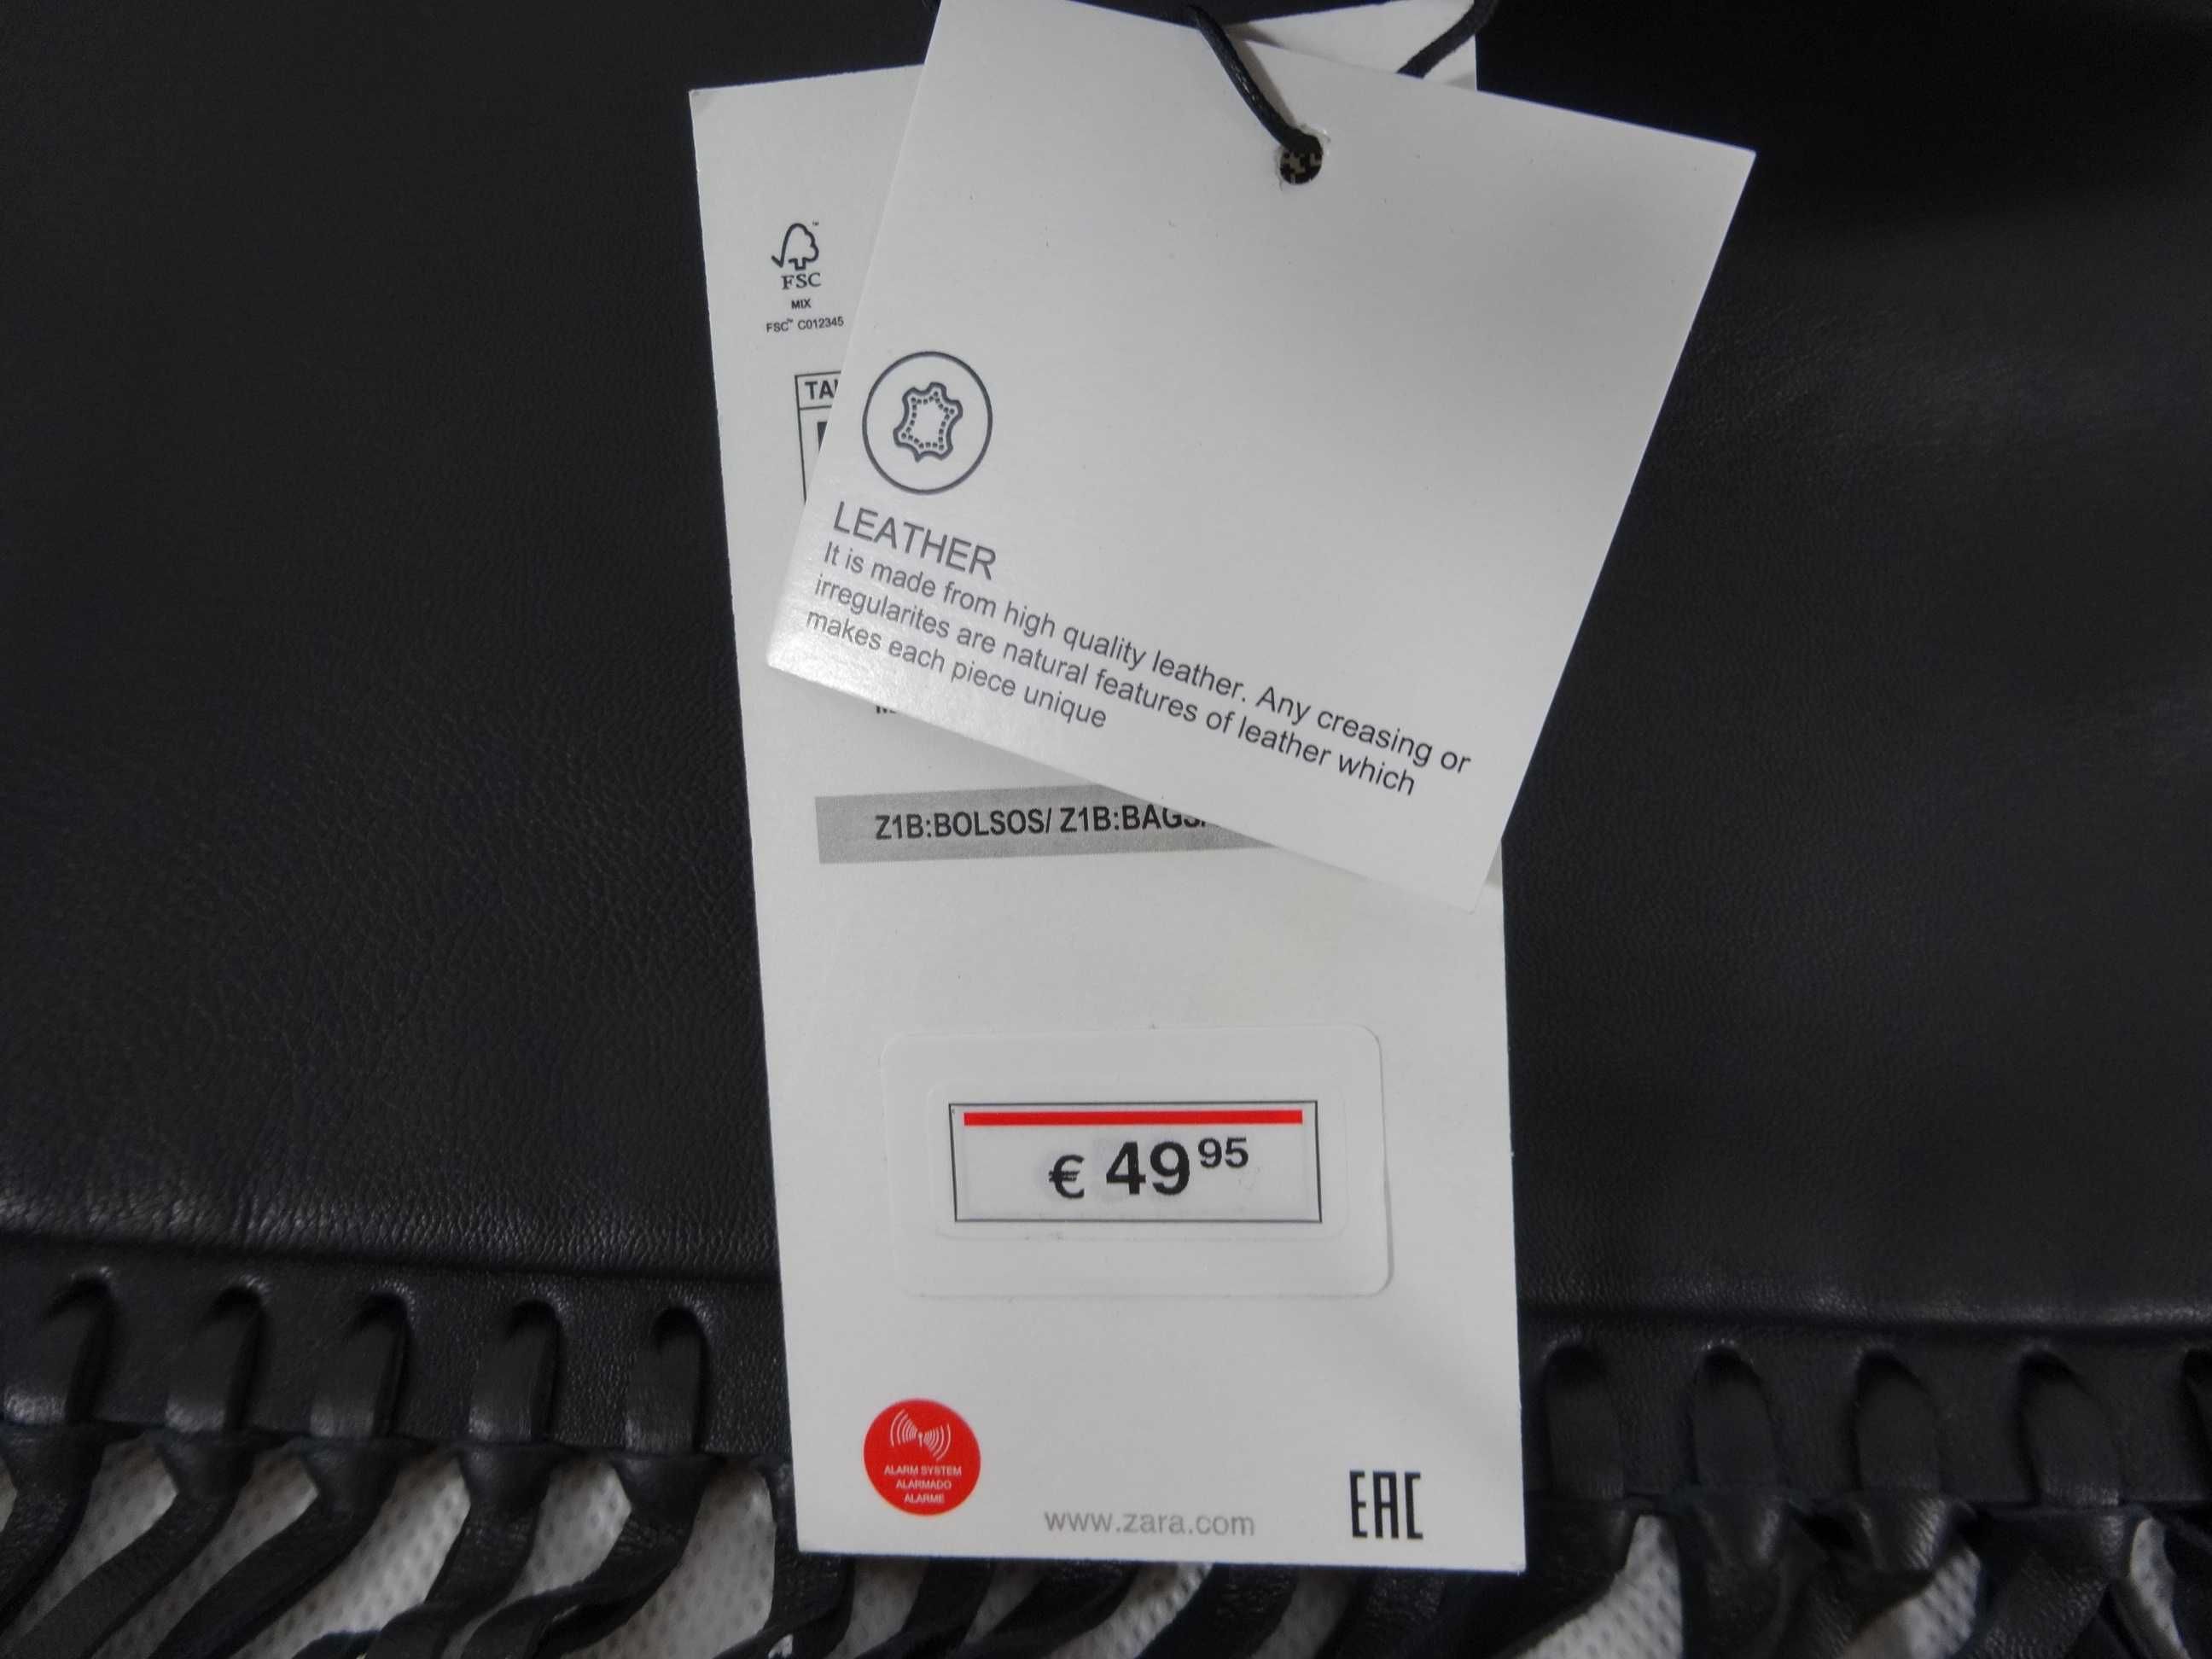 FSC
MIX
FSC™ C012345
LEATHER
It is made from high quality leather. Any creasing or
irregularites are natural features of leather which
makes each piece unique
Z1B:BOLSOS/ Z1B:BAGS/
€ 49 95
ALARM SYSTEM
ALARMADO
ALARME
www.zara.com
EAC